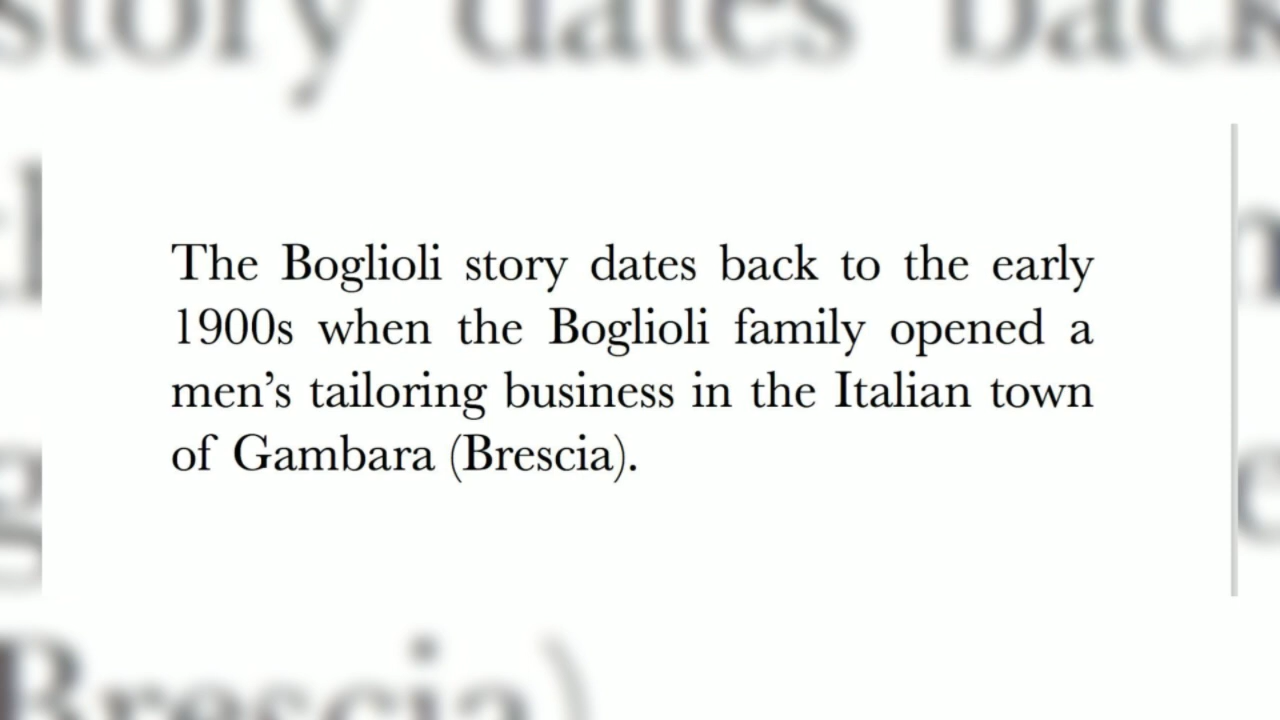 The Boglioli story dates back to the early
1900s when the Boglioli family opened a
men’s tailoring business in the Italian town
of Gambara (Brescia).